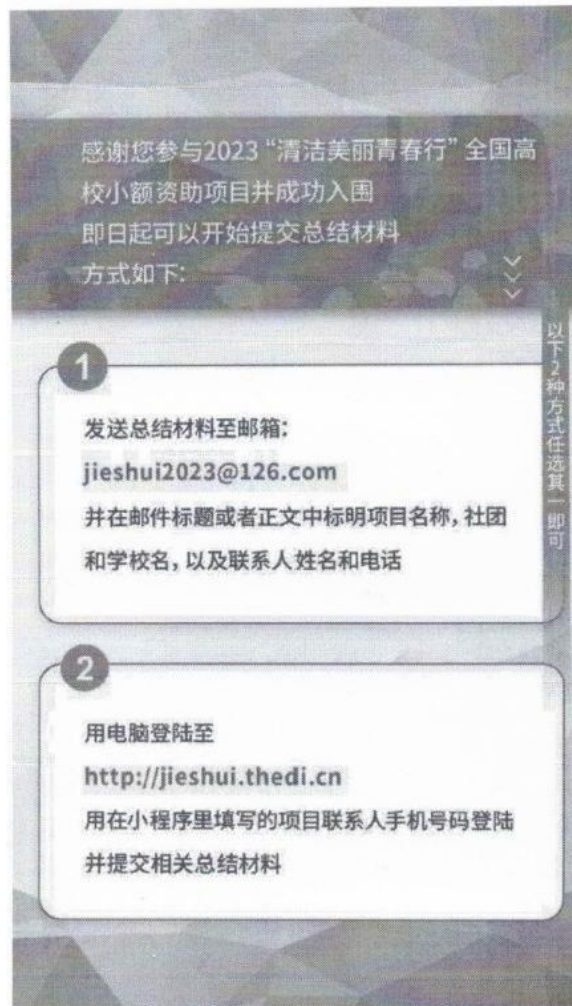 感谢您参与2023“清洁美丽青春行”全国高
校小额资助项目并成功入围
即日起可以开始提交总结材料
方式如下:
以下2种方式任选其一即可
1
发送总结材料至邮箱:
jieshui2023@126.com
并在邮件标题或者正文中标明项目名称,社团
和学校名,以及联系人姓名和电话
2
用电脑登陆至
http://jieshui.thedi.cn
用在小程序里填写的项目联系人手机号码登陆
并提交相关总结材料